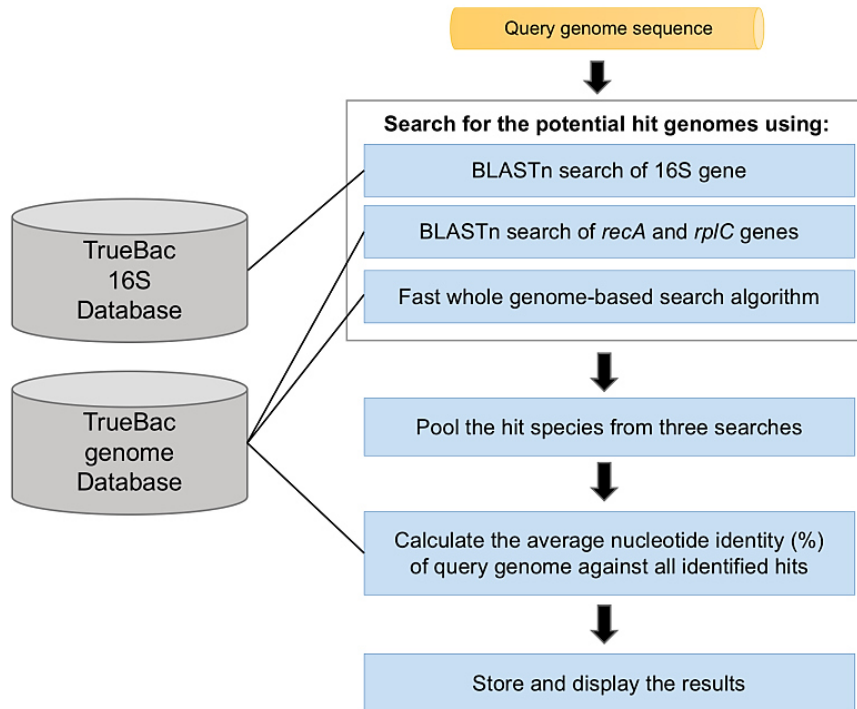 Query genome sequence
Search for the potential hit genomes using:
BLASTn search of 16S gene
BLASTn search of recA and rplC genes
Fast whole genome-based search algorithm
TrueBac
16S
Database
TrueBac
genome
Database
Pool the hit species from three searches
Calculate the average nucleotide identity (%)
of query genome against all identified hits
Store and display the results